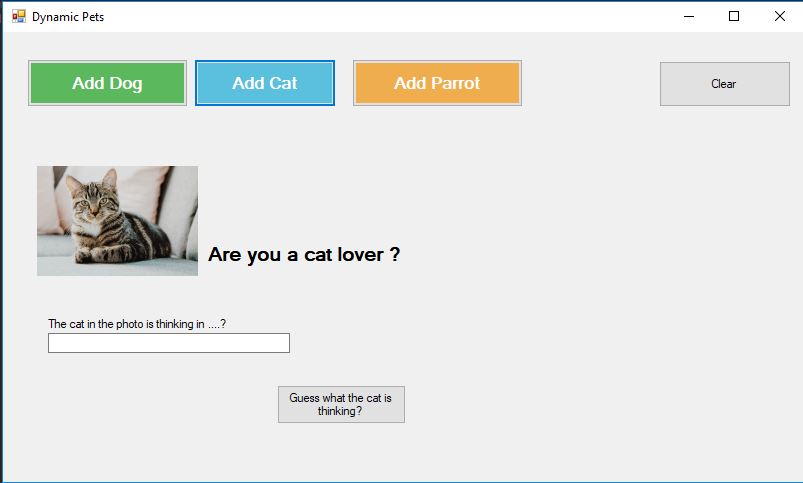 Dynamic Pets
Add Dog
Add Cat
Add Parrot
Clear
Are you a cat lover ?
The cat in the photo is thinking in ....?
Guess what the cat is
thinking?